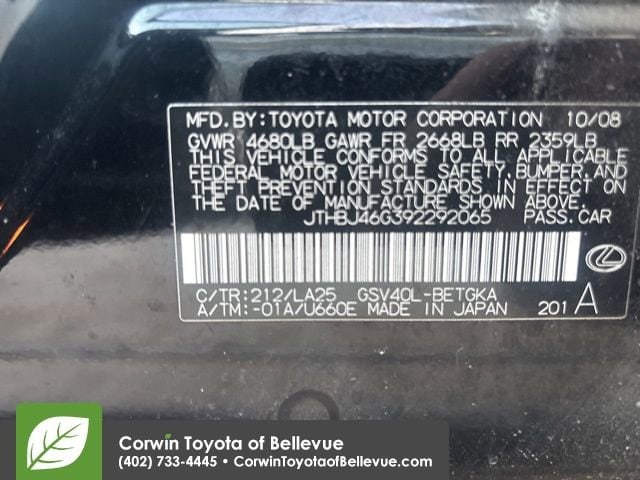 MFD. BY: TOYOTA MOTOR CORPORATION 10/08
GVWR 4680LB GAWR FR 2668LB RR 2359LB
THIS VEHICLE CONFORMS TO ALL APPLICABLE
FEDERAL MOTOR VEHICLE SAFETY, BUMPER, AND
THEFT PREVENTION STANDARDS IN EFFECT ON
THE DATE OF MANUFACTURE SHOWN ABOVE.
JTHBJ46G392292065 PASS. CAR
C/TR: 212/LA25 GSV40L-BETGKA
A/TM: -01A/U660E MADE IN JAPAN 201 A
Corwin Toyota of Bellevue
(402) 733-4445 • CorwinToyotaofBellevue.com